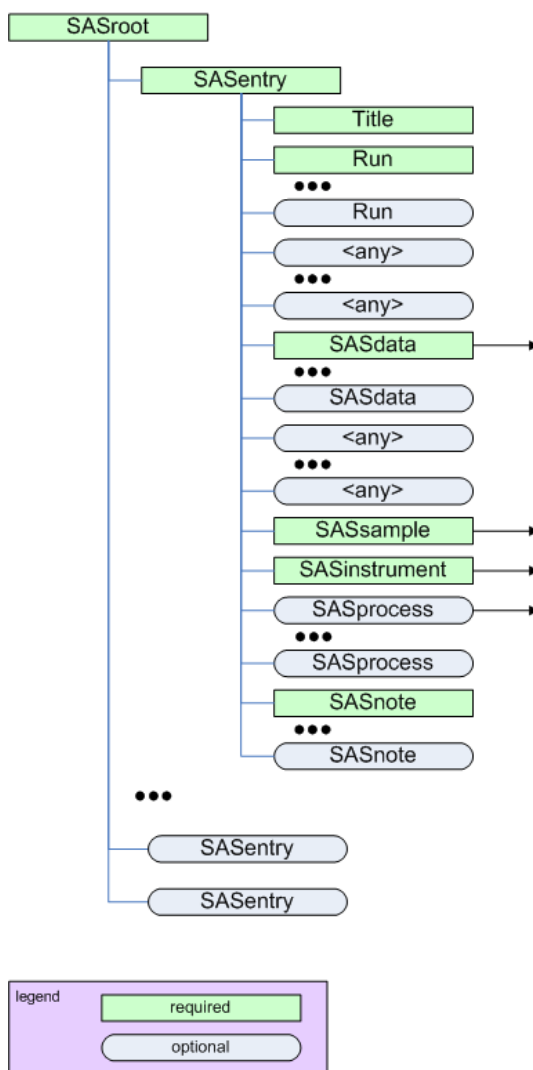 SASroot
SASentry
Title
Run
•••
Run
<any>
•••
<any>
SASdata
•••
SASdata
<any>
•••
<any>
SASsample
SASinstrument
SASprocess
•••
SASprocess
SASnote
•••
SASnote
•••
SASentry
SASentry
legend
required
optional